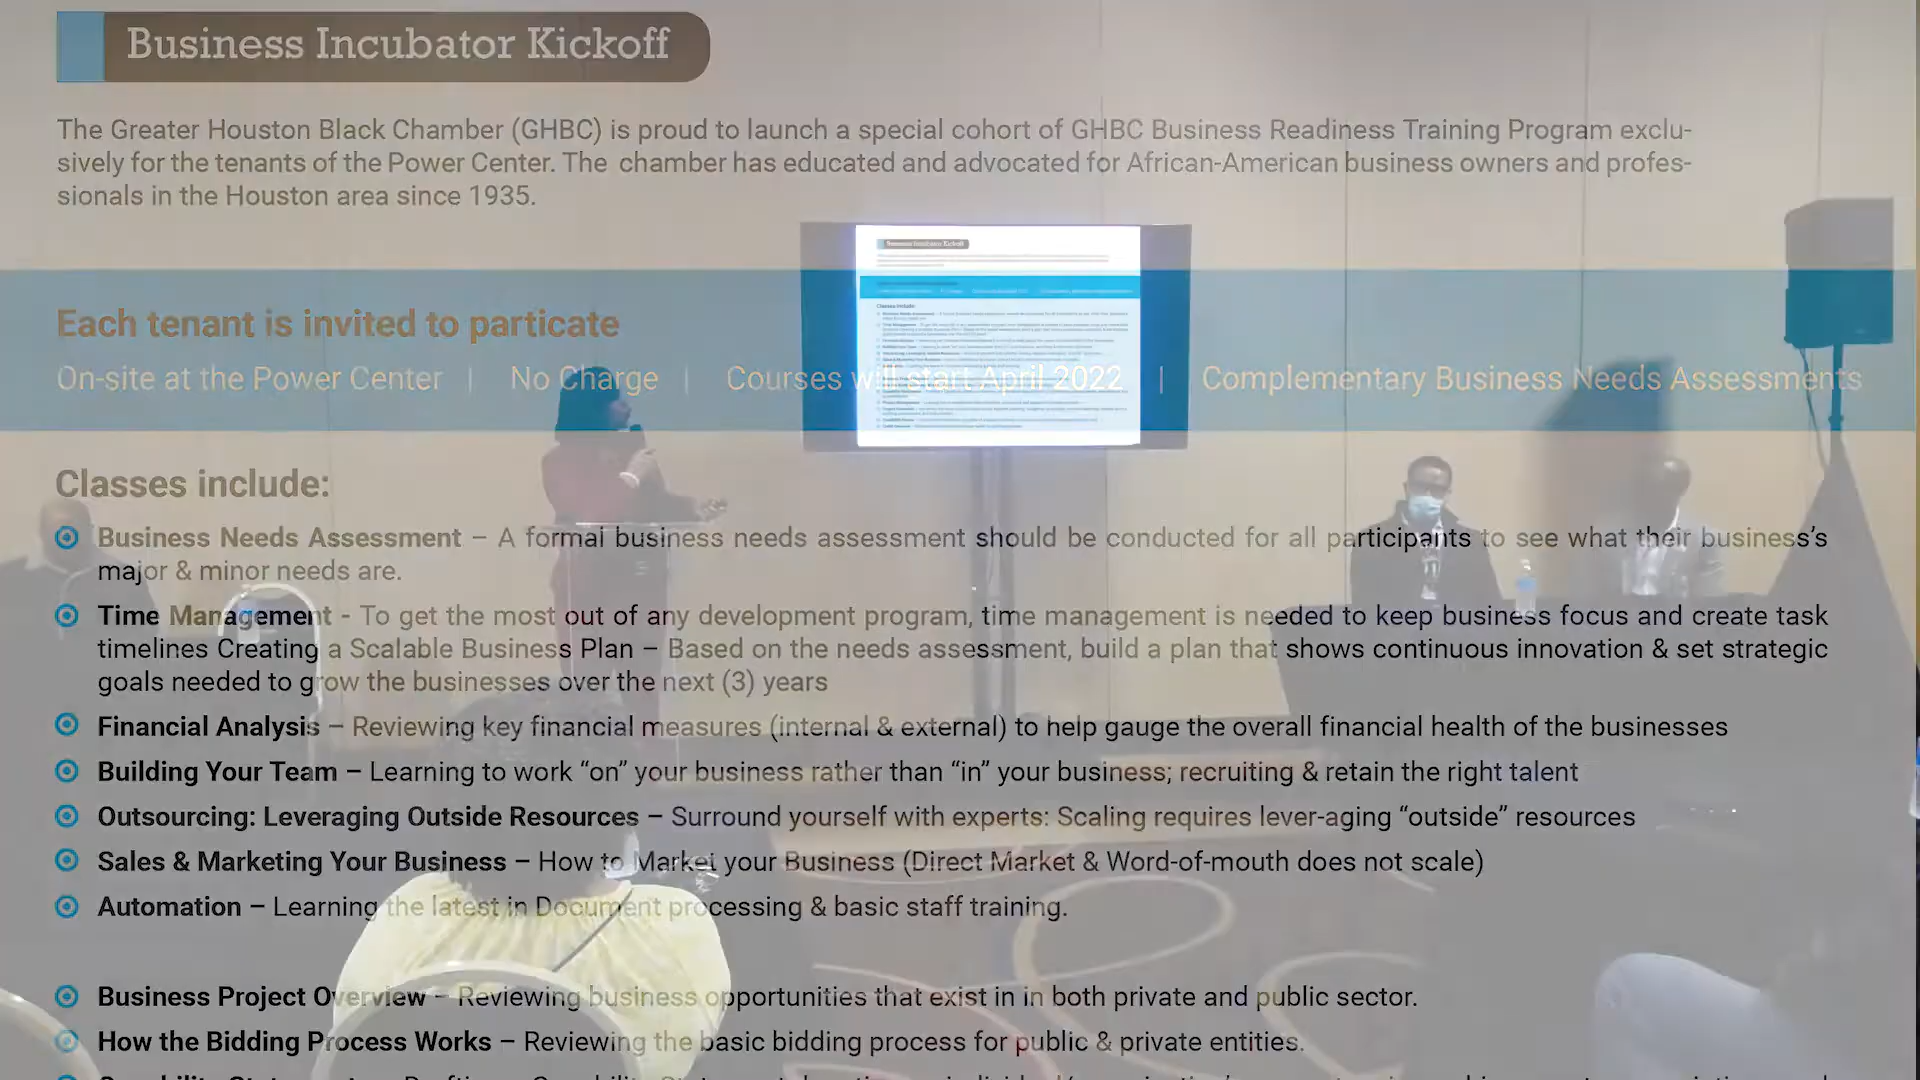 Business Incubator Kickoff
The Greater Houston Black Chamber (GHBC) is proud to launch a special cohort of GHBC Business Readiness Training Program exclu-
sively for the tenants of the Power Center. The chamber has educated and advocated for African-American business owners and profes-
sionals in the Houston area since 1935.
Each tenant is invited to particate
On-site at the Power Center | No Charge | Courses will start April 2022 | Complementary Business Needs Assessments
Classes include:
Business Needs Assessment – A formal business needs assessment should be conducted for all participants to see what their business’s
major & minor needs are.
Time Management - To get the most out of any development program, time management is needed to keep business focus and create task
timelines Creating a Scalable Business Plan – Based on the needs assessment, build a plan that shows continuous innovation & set strategic
goals needed to grow the businesses over the next (3) years
Financial Analysis – Reviewing key financial measures (internal & external) to help gauge the overall financial health of the businesses
Building Your Team – Learning to work “on” your business rather than “in” your business; recruiting & retain the right talent
Outsourcing: Leveraging Outside Resources – Surround yourself with experts: Scaling requires lever-aging “outside” resources
Sales & Marketing Your Business – How to Market your Business (Direct Market & Word-of-mouth does not scale)
Automation – Learning the latest in Document processing & basic staff training.
Business Project Overview – Reviewing business opportunities that exist in in both private and public sector.
How the Bidding Process Works – Reviewing the basic bidding process for public & private entities.